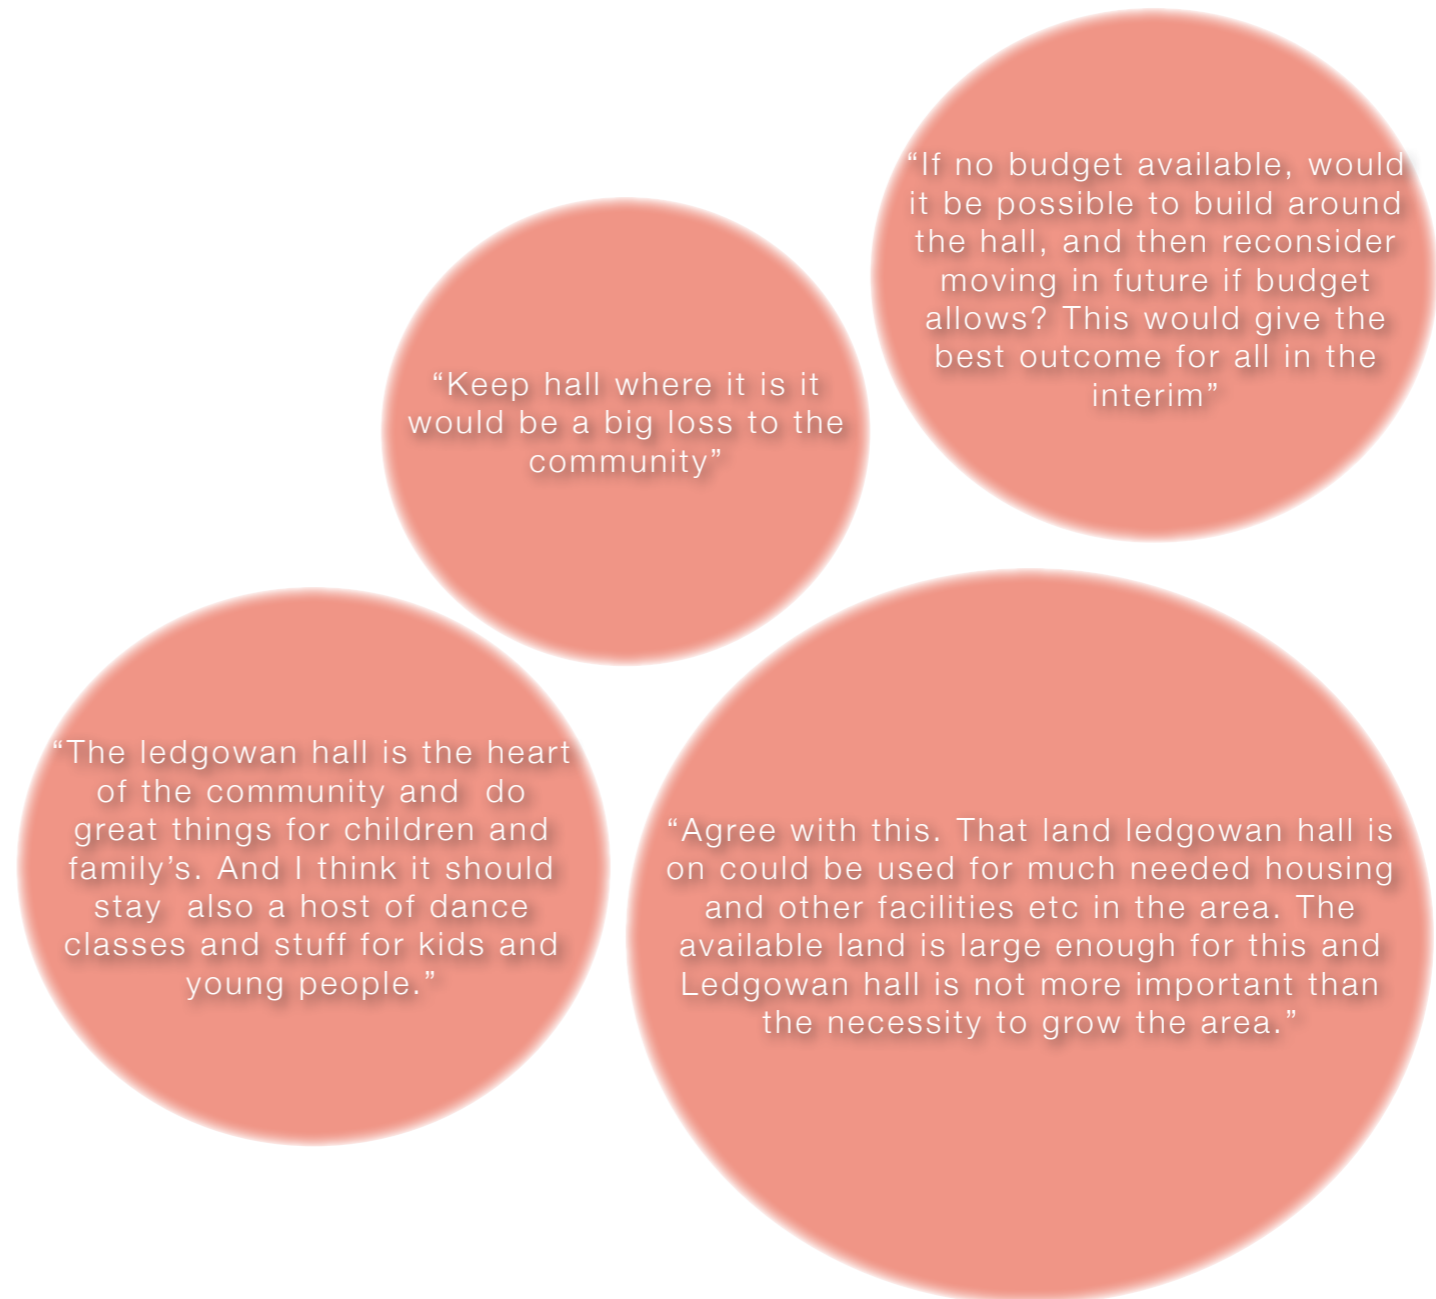 “If no budget available, would
it be possible to build around
the hall, and then reconsider
moving in future if budget
allows? This would give the
best outcome for all in the
interim”
“Keep hall where it is it
would be a big loss to the
community”
“The ledgowan hall is the heart
of the community and  do
great things for children and
family’s. And I think it should
stay  also a host of dance
classes and stuff for kids and
young people.”
“Agree with this. That land ledgowan hall is
on could be used for much needed housing
and other facilities etc in the area. The
available land is large enough for this and
Ledgowan hall is not more important than
the necessity to grow the area.”